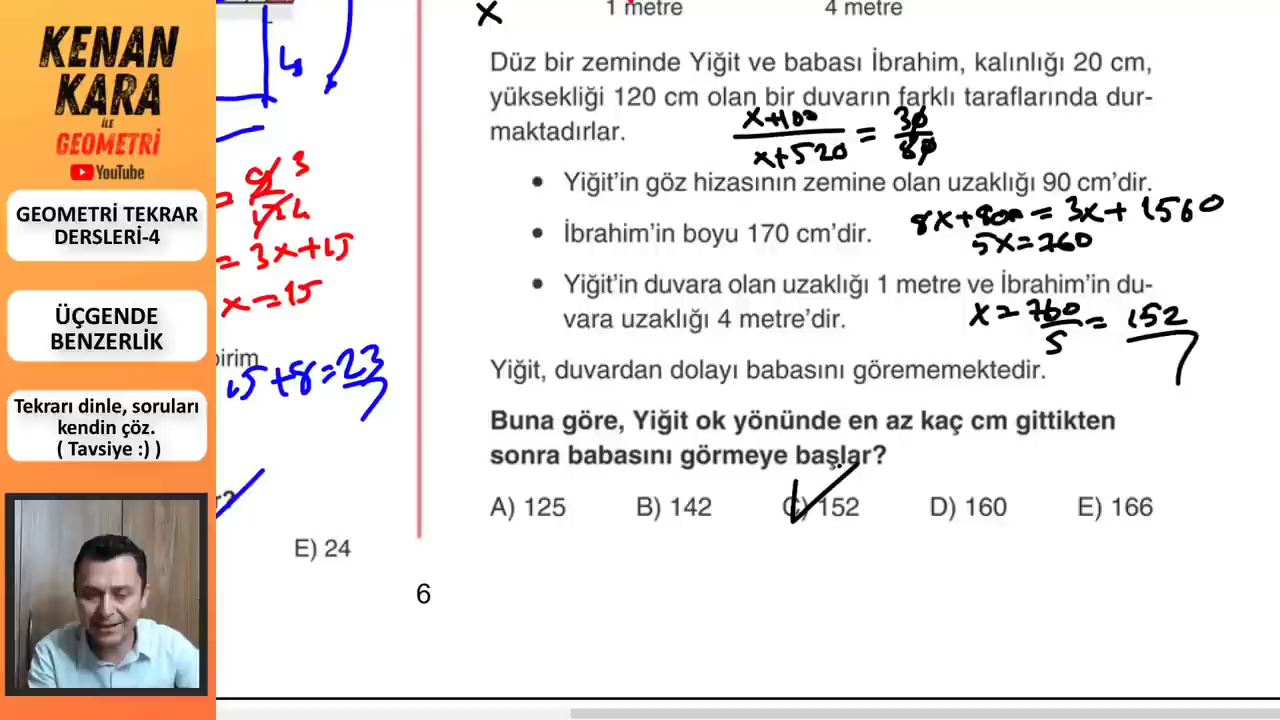 KENAN
KARA
İLE
GEOMETRİ
YouTube
GEOMETRİ TEKRAR
DERSLERİ-4
ÜÇGENDE
BENZERLİK
Tekrarı dinle, soruları
kendin çöz.
( Tavsiye :) )
4
= 3x+15
x=15
birim
15+8=23
r?
E) 24
6
x
1 metre 4 metre
Düz bir zeminde Yiğit ve babası İbrahim, kalınlığı 20 cm,
yüksekliği 120 cm olan bir duvarın farklı taraflarında dur-
maktadırlar.
x+100 / x+520 = 30 / 80
• Yiğit'in göz hizasının zemine olan uzaklığı 90 cm'dir.
8x+800 = 3x+1560
• İbrahim'in boyu 170 cm'dir.
5x=760
• Yiğit'in duvara olan uzaklığı 1 metre ve İbrahim'in du-
vara uzaklığı 4 metre'dir.
x = 760 / 5 = 152
Yiğit, duvardan dolayı babasını görememektedir.
Buna göre, Yiğit ok yönünde en az kaç cm gittikten
sonra babasını görmeye başlar?
A) 125 B) 142 C) 152 D) 160 E) 166